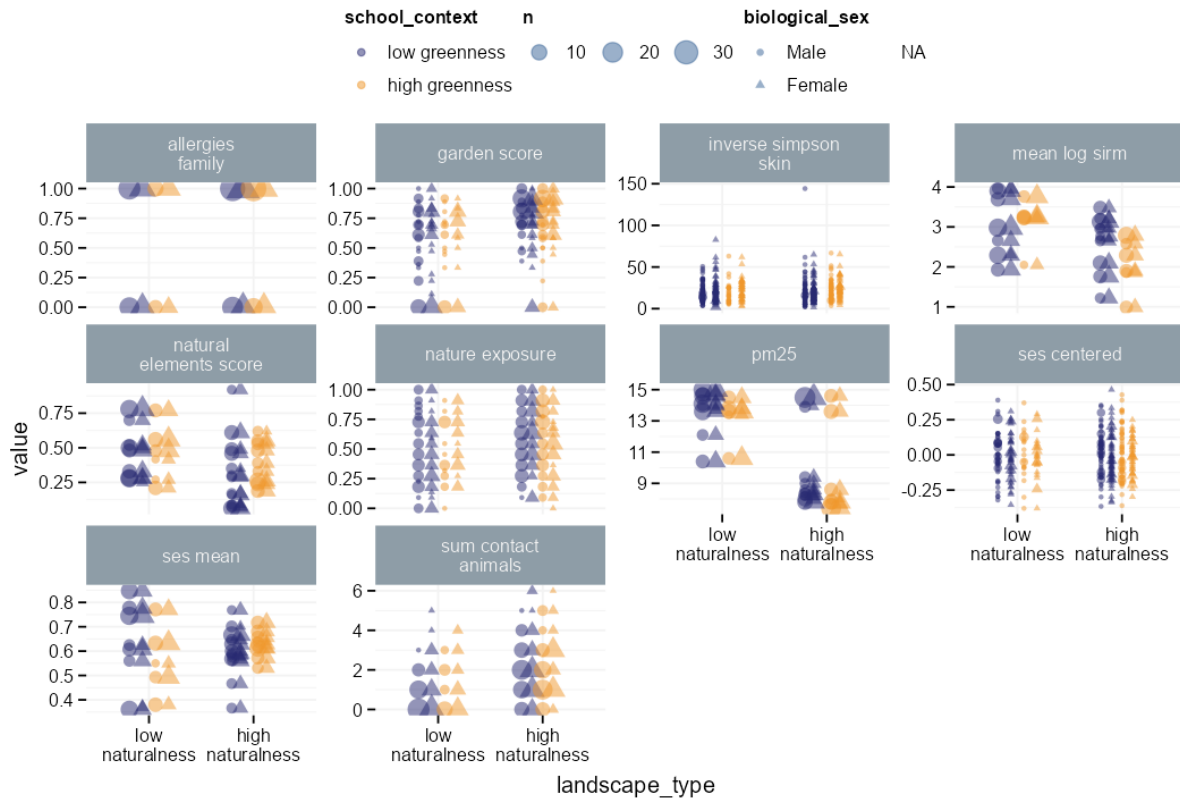 school_context n biological_sex
low greenness 10 20 30 Male NA
high greenness Female
allergies
family
garden score
inverse simpson
skin
mean log sirm
1.00
0.75
0.50
0.25
0.00
1.00
0.75
0.50
0.25
0.00
150
100
50
0
4
3
2
1
natural
elements score
nature exposure
pm25
ses centered
0.75
0.50
0.25
1.00
0.75
0.50
0.25
0.00
15
13
11
9
0.50
0.25
0.00
-0.25
low
naturalness
high
naturalness
low
naturalness
high
naturalness
ses mean
sum contact
animals
0.8
0.7
0.6
0.5
0.4
6
4
2
0
low
naturalness
high
naturalness
low
naturalness
high
naturalness
value
landscape_type